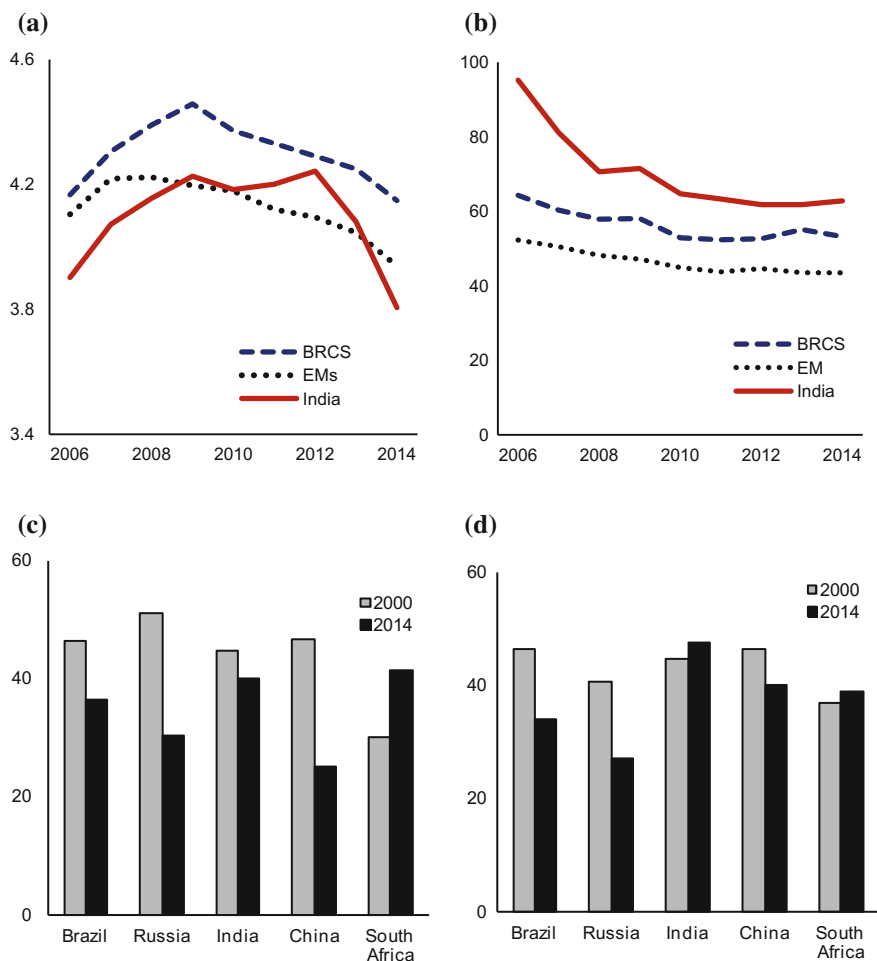 (a)
4.6
4.2
3.8
3.4
BRCS
EMs
India
2006 2008 2010 2012 2014
(b)
100
80
60
40
20
0
BRCS
EM
India
2006 2008 2010 2012 2014
(c)
60
40
20
0
2000
2014
Brazil Russia India China South
Africa
(d)
60
40
20
0
2000
2014
Brazil Russia India China South
Africa